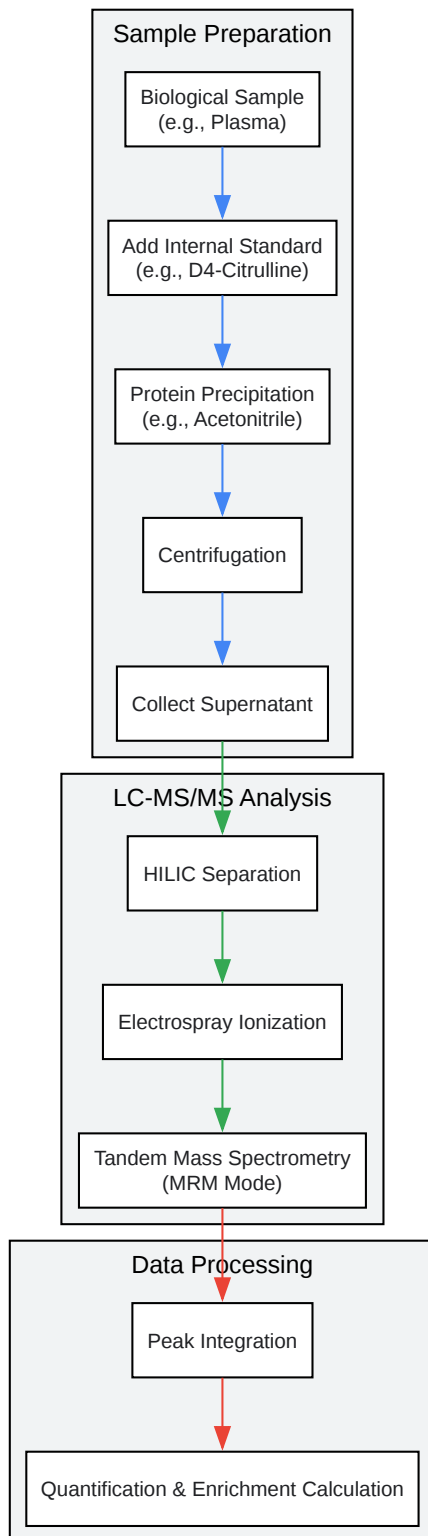 Sample Preparation
Biological Sample
(e.g., Plasma)
Add Internal Standard
(e.g., D4-Citrulline)
Protein Precipitation
(e.g., Acetonitrile)
Centrifugation
Collect Supernatant
LC-MS/MS Analysis
HILIC Separation
Electrospray Ionization
Tandem Mass Spectrometry
(MRM Mode)
Data Processing
Peak Integration
Quantification & Enrichment Calculation